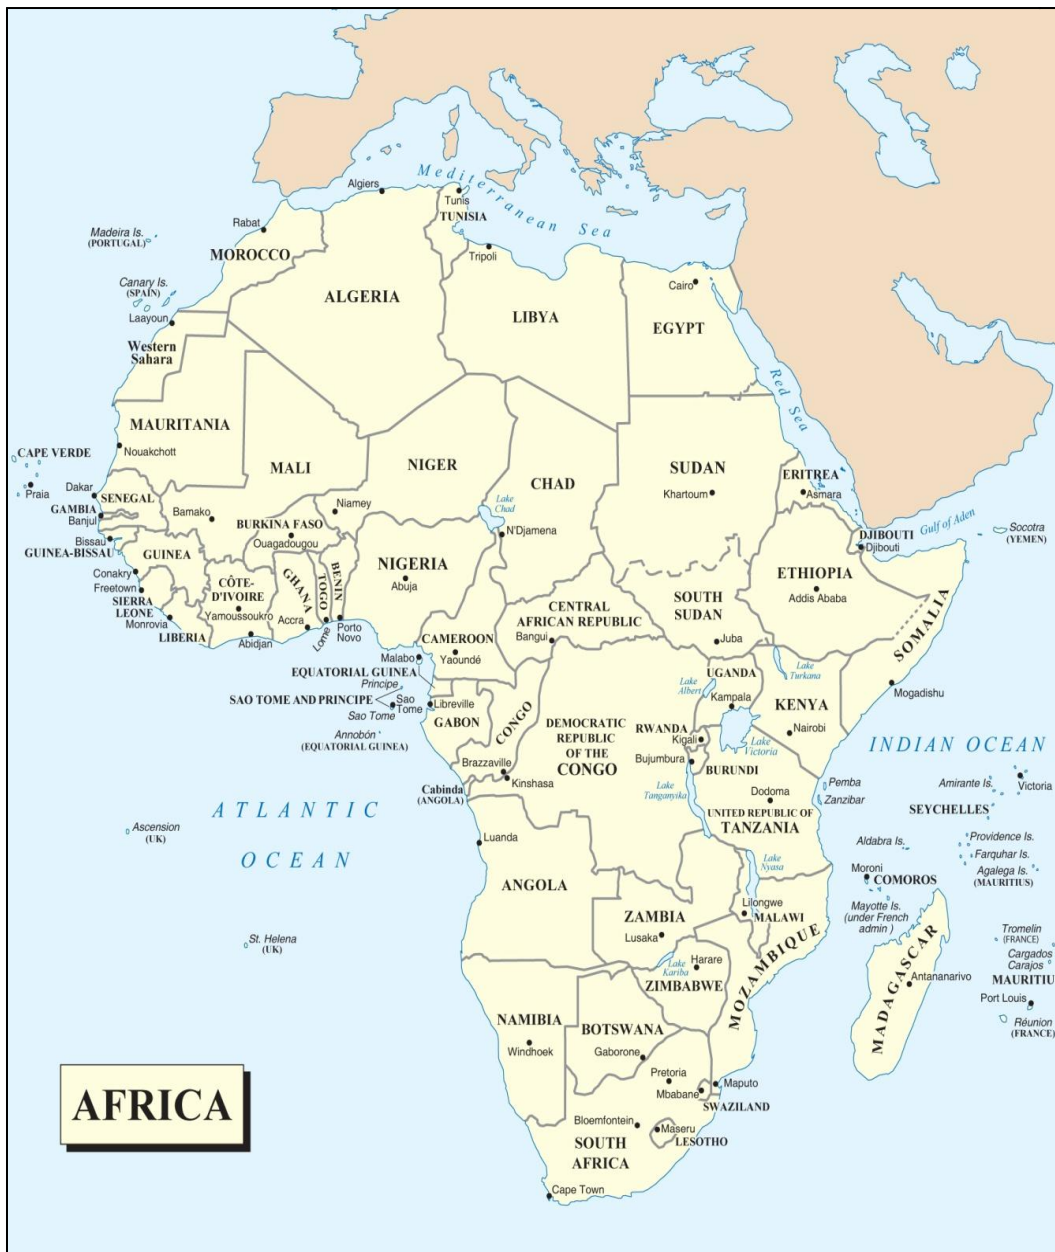 Mediterranean Sea
Algiers
Tunis
TUNISIA
Rabat
Madeira Is.
(PORTUGAL)
MOROCCO
Tripoli
Canary Is.
(SPAIN)
Laayoun
ALGERIA
LIBYA
Cairo
EGYPT
Western
Sahara
Red Sea
MAURITANIA
Nouakchott
CAPE VERDE
Praia
MALI
NIGER
CHAD
SUDAN
Khartoum
ERITREA
Asmara
Dakar
SENEGAL
GAMBIA
Banjul
Bamako
Niamey
Lake
Chad
N'Djamena
BURKINA FASO
Ouagadougou
Gulf of Aden
Socotra
(YEMEN)
DJIBOUTI
Djibouti
Bissau
GUINEA-BISSAU
GUINEA
NIGERIA
Abuja
ETHIOPIA
Addis Ababa
Conakry
Freetown
SIERRA
LEONE
Monrovia
LIBERIA
CÔTE-
D'IVOIRE
Yamoussoukro
Abidjan
GHANA
Accra
TOGO
Lome
BENIN
Porto
Novo
CENTRAL
AFRICAN REPUBLIC
Bangui
SOUTH
SUDAN
Juba
SOMALIA
Mogadishu
CAMEROON
Yaoundé
Malabo
EQUATORIAL GUINEA
Principe
SAO TOME AND PRINCIPE
Sao
Tome
Sao Tome
Libreville
GABON
CONGO
Annobón
(EQUATORIAL GUINEA)
UGANDA
Lake
Albert
Kampala
Lake
Turkana
KENYA
Nairobi
DEMOCRATIC
REPUBLIC
OF THE
CONGO
RWANDA
Kigali
Bujumbura
BURUNDI
Lake
Victoria
INDIAN OCEAN
Brazzaville
Kinshasa
Cabinda
(ANGOLA)
Lake
Tanganyika
Dodoma
UNITED REPUBLIC OF
TANZANIA
Pemba
Zanzibar
Amirante Is.
Victoria
SEYCHELLES
ATLANTIC
OCEAN
Ascension
(UK)
Luanda
Providence Is.
Aldabra Is.
Farquhar Is.
Agalega Is.
(MAURITIUS)
Moroni
COMOROS
Mayotte Is.
(under French
admin )
Lake
Nyasa
ANGOLA
ZAMBIA
Lusaka
Lilongwe
MALAWI
MOZAMBIQUE
St. Helena
(UK)
Tromelin
(FRANCE)
Cargados
Carajos
MAURITIU
Port Louis
Réunion
(FRANCE)
MADAGASCAR
Antananarivo
Lake
Kariba
Harare
ZIMBABWE
NAMIBIA
Windhoek
BOTSWANA
Gaborone
Pretoria
Mbabane
Maputo
SWAZILAND
Bloemfontein
Maseru
LESOTHO
SOUTH
AFRICA
Cape Town
AFRICA